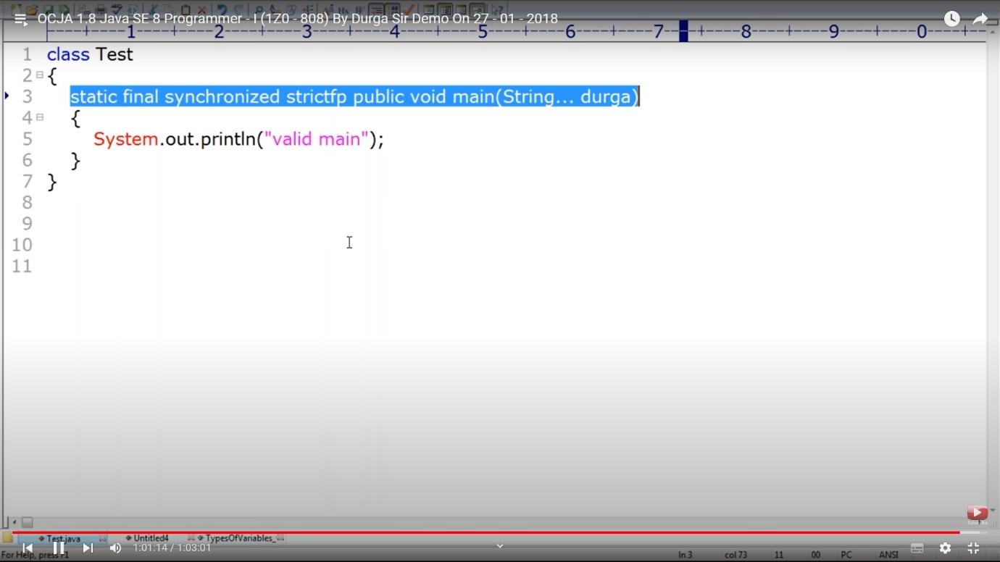 OCJA 1.8 Java SE 8 Programmer - I (1Z0 - 808) By Durga Sir Demo On 27 - 01 - 2018
----+----1----+----2----+----3----+----4----+----5----+----6----+----7----+----8----+----9----+----0----+--
1 class Test
2 {
3 static final synchronized strictfp public void main(String... durga)
4 {
5 System.out.println("valid main");
6 }
7 }
8
9
10
11
Test.java Untitled4 TypesOfVariables_
1:01:14 / 1:03:01
For Help, press F1 ln 3 col 73 11 00 PC ANSI